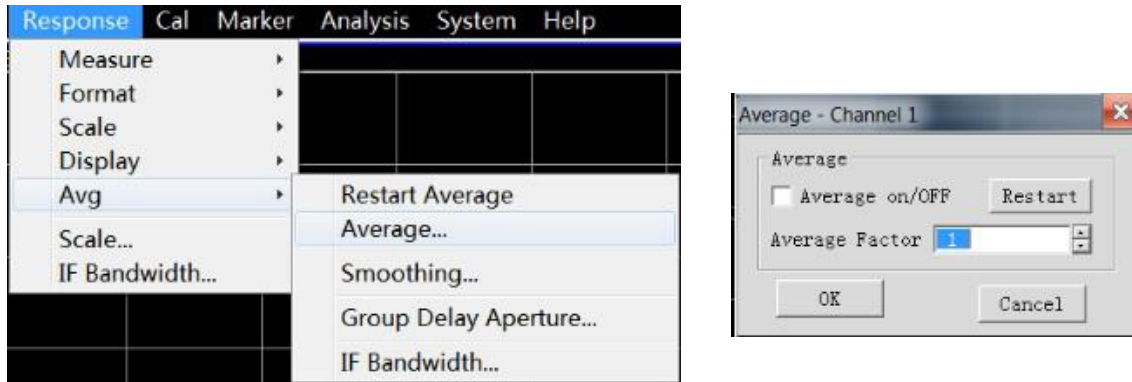 Response Cal Marker Analysis System Help
Measure
Format
Scale
Display
Avg
Scale...
IF Bandwidth...
Restart Average
Average...
Smoothing...
Group Delay Aperture...
IF Bandwidth...
Average - Channel 1
Average
Average on/OFF Restart
Average Factor 1
OK Cancel